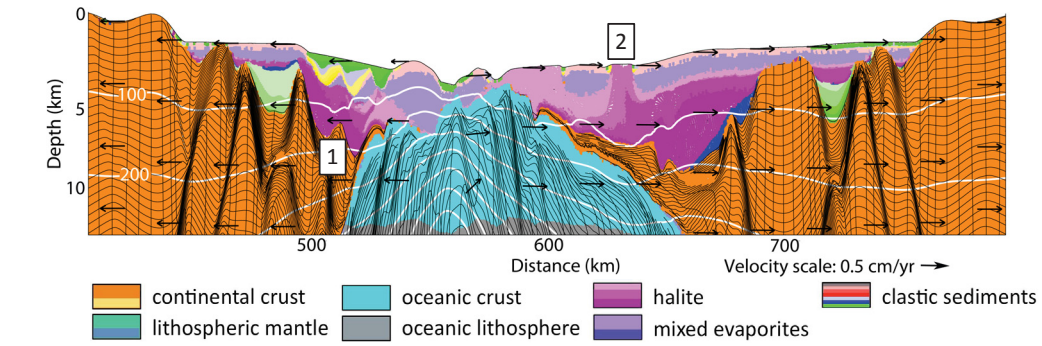 0
2
100
5
Depth (km)
1
200
10
500
600
700
Distance (km)
Velocity scale: 0.5 cm/yr
continental crust
oceanic crust
halite
clastic sediments
lithospheric mantle
oceanic lithosphere
mixed evaporites